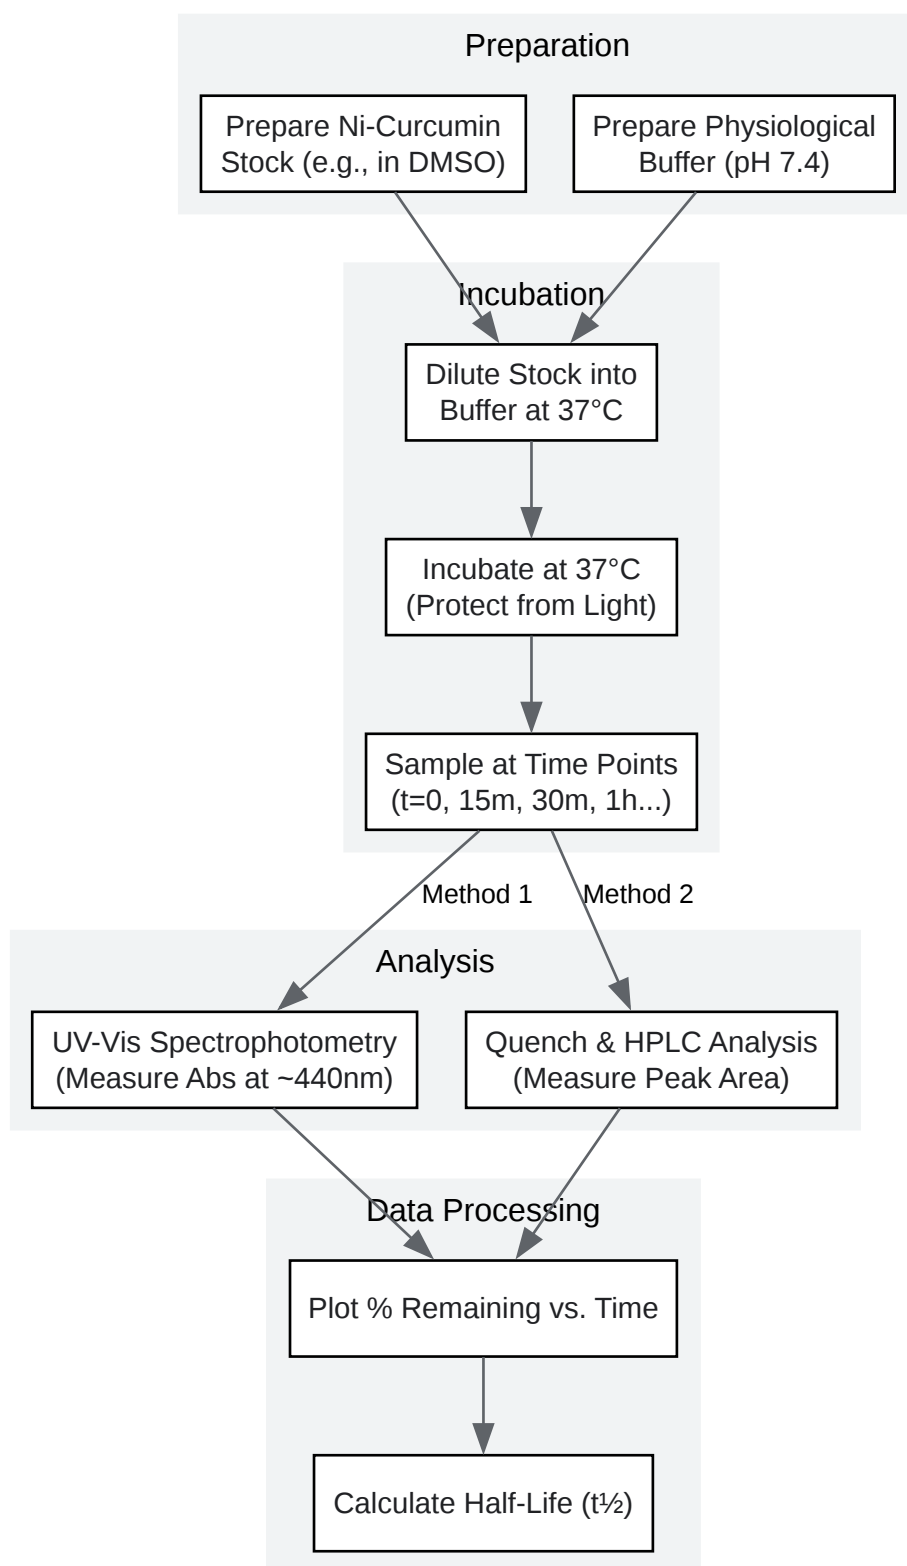 Preparation
Prepare Ni-Curcumin
Stock (e.g., in DMSO)
Prepare Physiological
Buffer (pH 7.4)
Incubation
Dilute Stock into
Buffer at 37°C
Incubate at 37°C
(Protect from Light)
Sample at Time Points
(t=0, 15m, 30m, 1h...)
Method 1
Method 2
Analysis
UV-Vis Spectrophotometry
(Measure Abs at ~440nm)
Quench & HPLC Analysis
(Measure Peak Area)
Data Processing
Plot % Remaining vs. Time
Calculate Half-Life (t½)